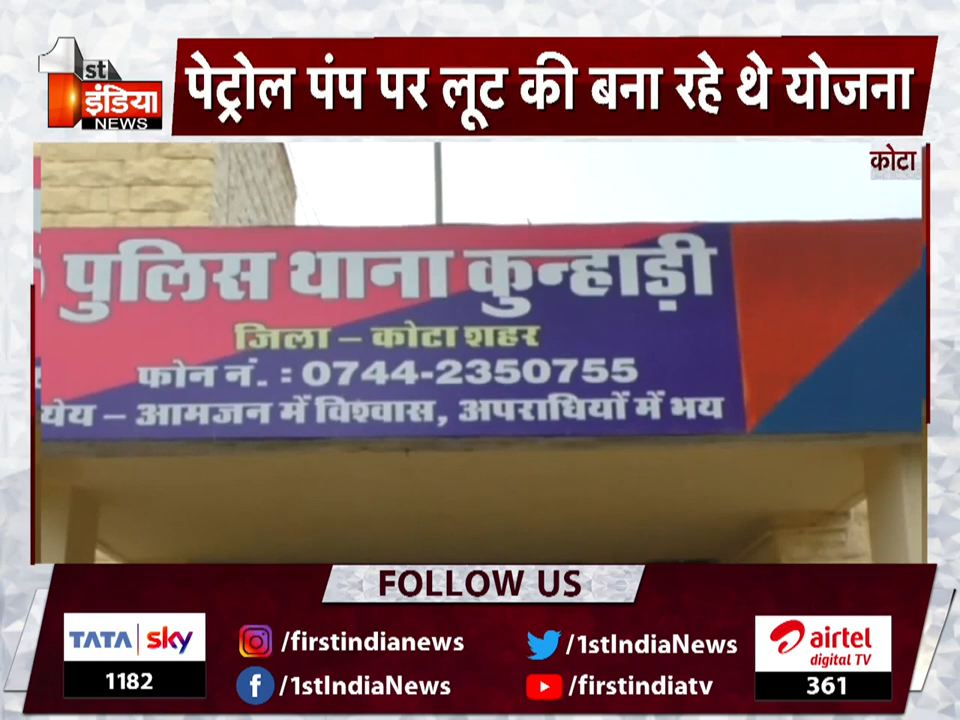 1st
इंडिया
NEWS
पेट्रोल पंप पर लूट की बना रहे थे योजना
कोटा
पुलिस थाना कुन्हाड़ी
जिला – कोटा शहर
फोन नं. : 0744-2350755
येय – आमजन में विश्वास, अपराधियों में भय
FOLLOW US
TATA sky
1182
/firstindianews
/1stIndiaNews
/1stIndiaNews
/firstindiatv
airtel
digital TV
361